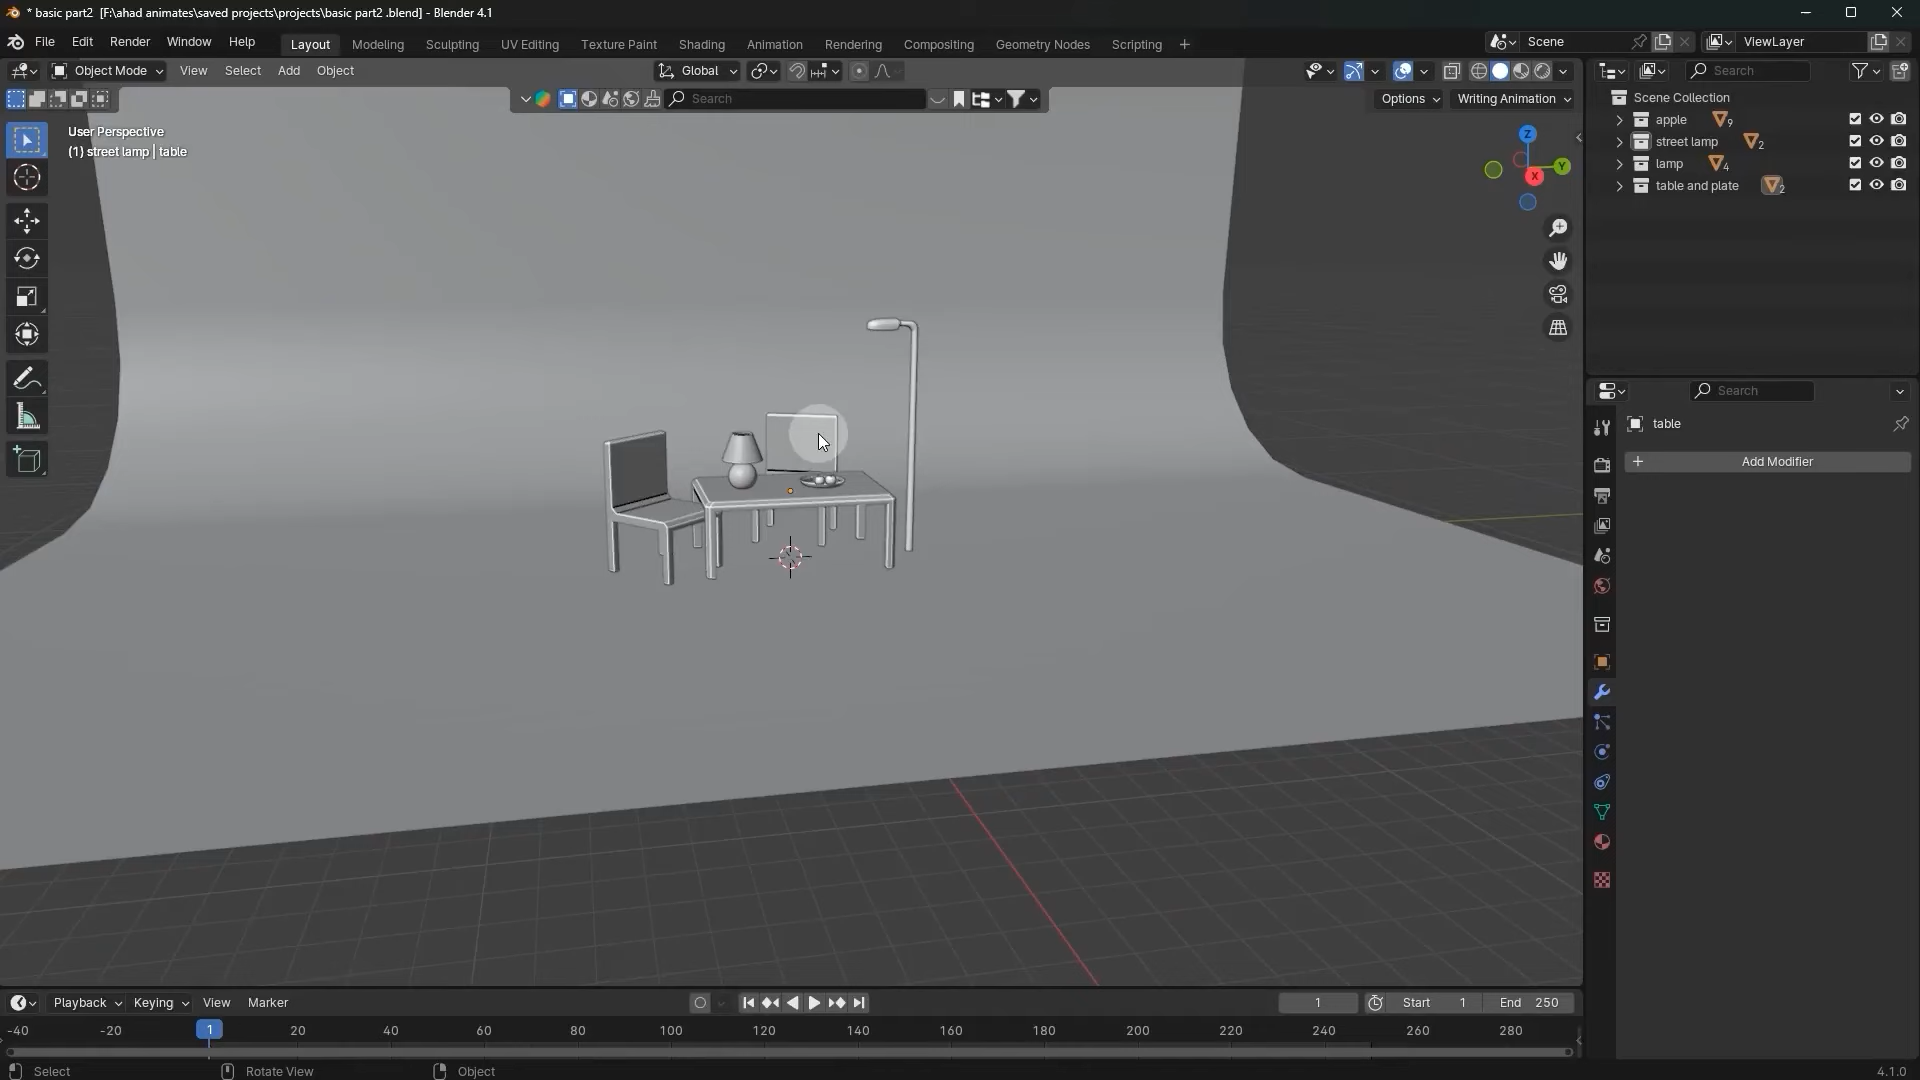 * basic part2 [F:\ahad animates\saved projects\projects\basic part2 .blend] - Blender 4.1
File Edit Render Window Help Layout Modeling Sculpting UV Editing Texture Paint Shading Animation Rendering Compositing Geometry Nodes Scripting + Scene ViewLayer
Object Mode View Select Add Object Global Search
Search Options Writing Animation Scene Collection
User Perspective
(1) street lamp | table
Z
Y
X
apple 9
street lamp 2
lamp 4
table and plate 2
Search
table
+ Add Modifier
Playback Keying View Marker 1 Start 1 End 250
-40 -20 1 20 40 60 80 100 120 140 160 180 200 220 240 260 280
Select Rotate View Object 4.1.0